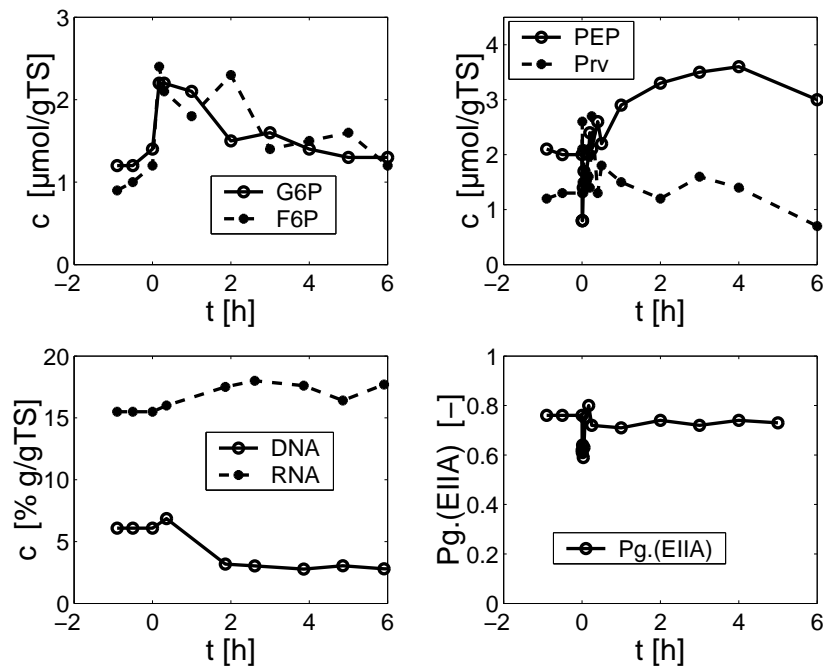 3
2
1
0
c [μmol/gTS]
G6P
F6P
−2 0 2 4 6
t [h]
4
3
2
1
0
c [μmol/gTS]
PEP
Prv
−2 0 2 4 6
t [h]
20
15
10
5
0
c [% g/gTS]
DNA
RNA
−2 0 2 4 6
t [h]
1
0.8
0.6
0.4
0.2
0
Pg.(EIIA) [−]
Pg.(EIIA)
−2 0 2 4 6
t [h]